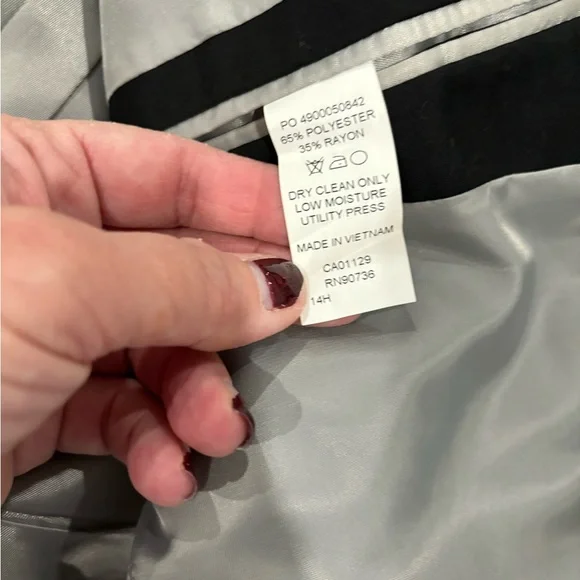 PO 4900050842
65% POLYESTER
35% RAYON
DRY CLEAN ONLY
LOW MOISTURE
UTILITY PRESS
MADE IN VIETNAM
CA01129
RN90736
14H